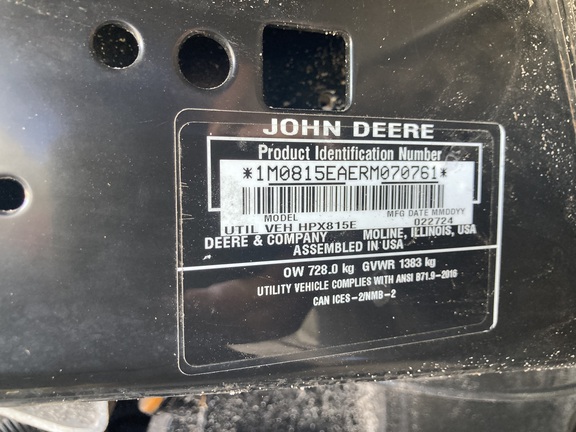 JOHN DEERE
Product Identification Number
*1M0815EAERM070761*
MODEL MFG DATE MMDDYY
UTIL VEH HPX815E 022724
DEERE & COMPANY MOLINE, ILLINOIS, USA
ASSEMBLED IN USA
OW 728.0 kg GVWR 1383 kg
UTILITY VEHICLE COMPLIES WITH ANSI B71.9-2016
CAN ICES-2/NMB-2